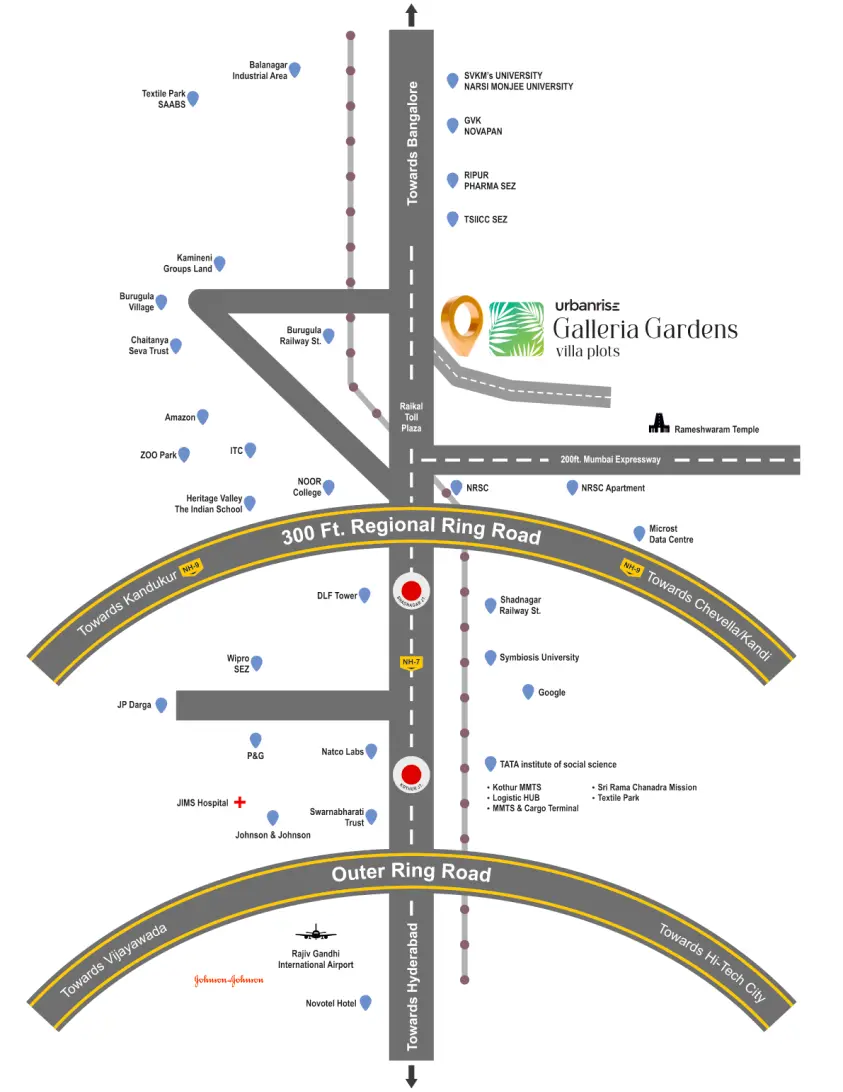 Balanagar
Industrial Area
Textile Park
SAABS
Towards Bangalore
SVKM's UNIVERSITY
NARSI MONJEE UNIVERSITY
GVK
NOVAPAN
RIPUR
PHARMA SEZ
TSIICC SEZ
Kamineni
Groups Land
Burugula
Village
Chaitanya
Seva Trust
Burugula
Railway St.
urbanrise
Galleria Gardens
villa plots
Raikal
Toll
Plaza
Amazon
ZOO Park
ITC
Rameshwaram Temple
200ft. Mumbai Expressway
NOOR
College
Heritage Valley
The Indian School
NRSC
NRSC Apartment
Microst
Data Centre
300 Ft. Regional Ring Road
NH-9
Towards Kandukur
NH-9
Towards Chevella/Kandi
DLF Tower
SHADNAGAR JT.
Shadnagar
Railway St.
Wipro
SEZ
NH-7
Symbiosis University
Google
JP Darga
P&G
Natco Labs
KOTHUR JT.
TATA institute of social science
• Kothur MMTS
• Logistic HUB
• MMTS & Cargo Terminal
• Sri Rama Chanadra Mission
• Textile Park
JIMS Hospital
Johnson & Johnson
Swarnabharati
Trust
Outer Ring Road
Towards Vijayawada
Towards Hi-Tech City
Rajiv Gandhi
International Airport
Johnson&Johnson
Novotel Hotel
Towards Hyderabad